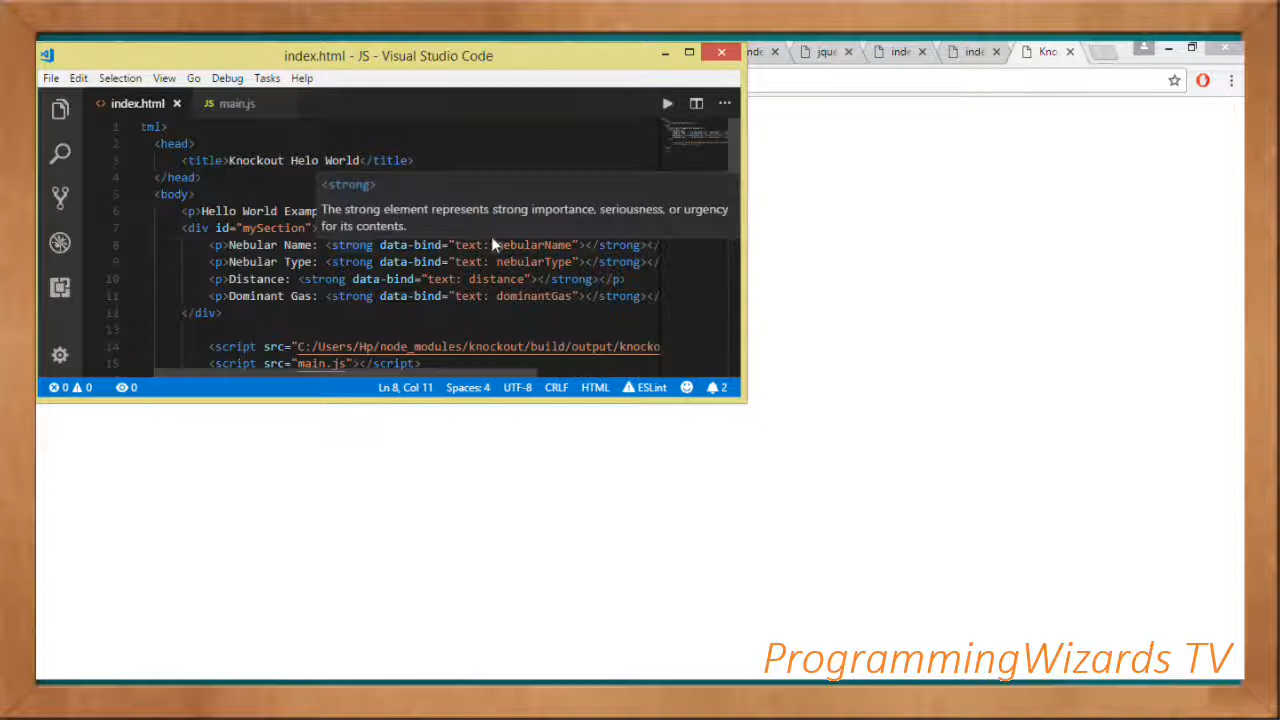 index.html - JS - Visual Studio Code
jque
inde
inde
Kno
File Edit Selection View Go Debug Tasks Help
index.html
JS main.js
1 tml>
2 <head>
3 <title>Knockout Helo World</title>
4 </head>
<strong>
5 <body>
6 <p>Hello World Examp
The strong element represents strong importance, seriousness, or urgency
for its contents.
7 <div id="mySection">
8 <p>Nebular Name: <strong data-bind="text: nebularName"></strong></
9 <p>Nebular Type: <strong data-bind="text: nebularType"></strong></
10 <p>Distance: <strong data-bind="text: distance"></strong></p>
11 <p>Dominant Gas: <strong data-bind="text: dominantGas"></strong></
12 </div>
13
14 <script src="C:/Users/Hp/node_modules/knockout/build/output/knocko
15 <script src="main.js"></script>
0 0 0 Ln 8, Col 11 Spaces: 4 UTF-8 CRLF HTML ESLint 2
ProgrammingWizards TV